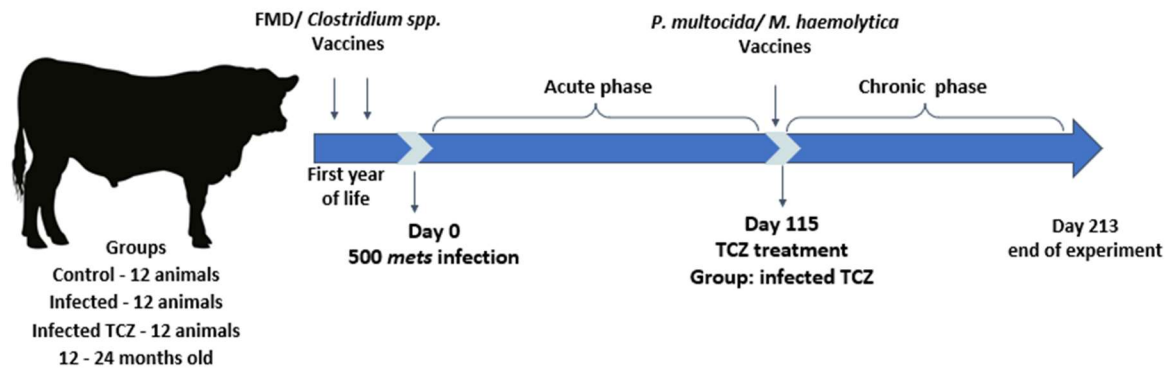 FMD/ Clostridium spp.
Vaccines
P. multocida/ M. haemolytica
Vaccines
Acute phase
Chronic phase
First year
of life
Day 0
500 mets infection
Day 115
TCZ treatment
Group: infected TCZ
Day 213
end of experiment
Groups
Control - 12 animals
Infected - 12 animals
Infected TCZ - 12 animals
12 - 24 months old